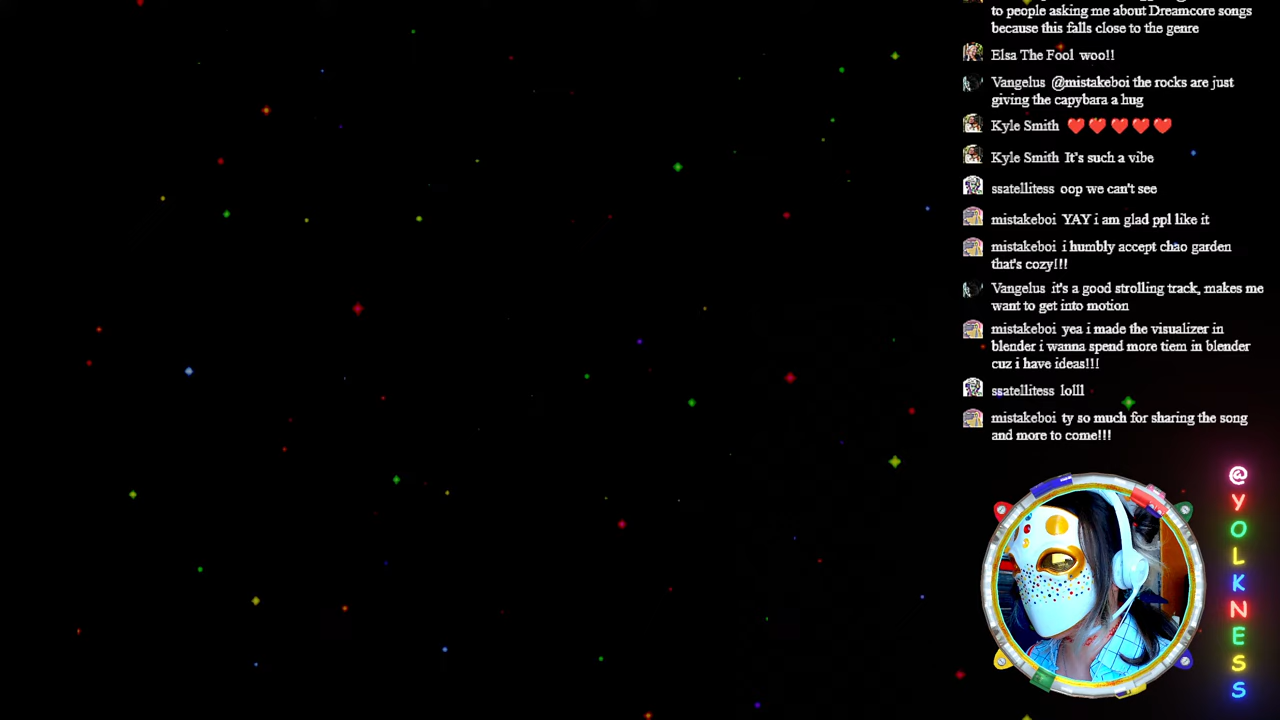 to people asking me about Dreamcore songs
because this falls close to the genre
Elsa The Fool woo!!
Vangelus @mistakeboi the rocks are just
giving the capybara a hug
Kyle Smith ❤️❤️❤️❤️❤️
Kyle Smith It's such a vibe
ssatellitess oop we can't see
mistakeboi YAY i am glad ppl like it
mistakeboi i humbly accept chao garden
that's cozy!!!
Vangelus it's a good strolling track, makes me
want to get into motion
mistakeboi yea i made the visualizer in
blender i wanna spend more tiem in blender
cuz i have ideas!!!
ssatellitess lolll
mistakeboi ty so much for sharing the song
and more to come!!!
@YOLKNESS